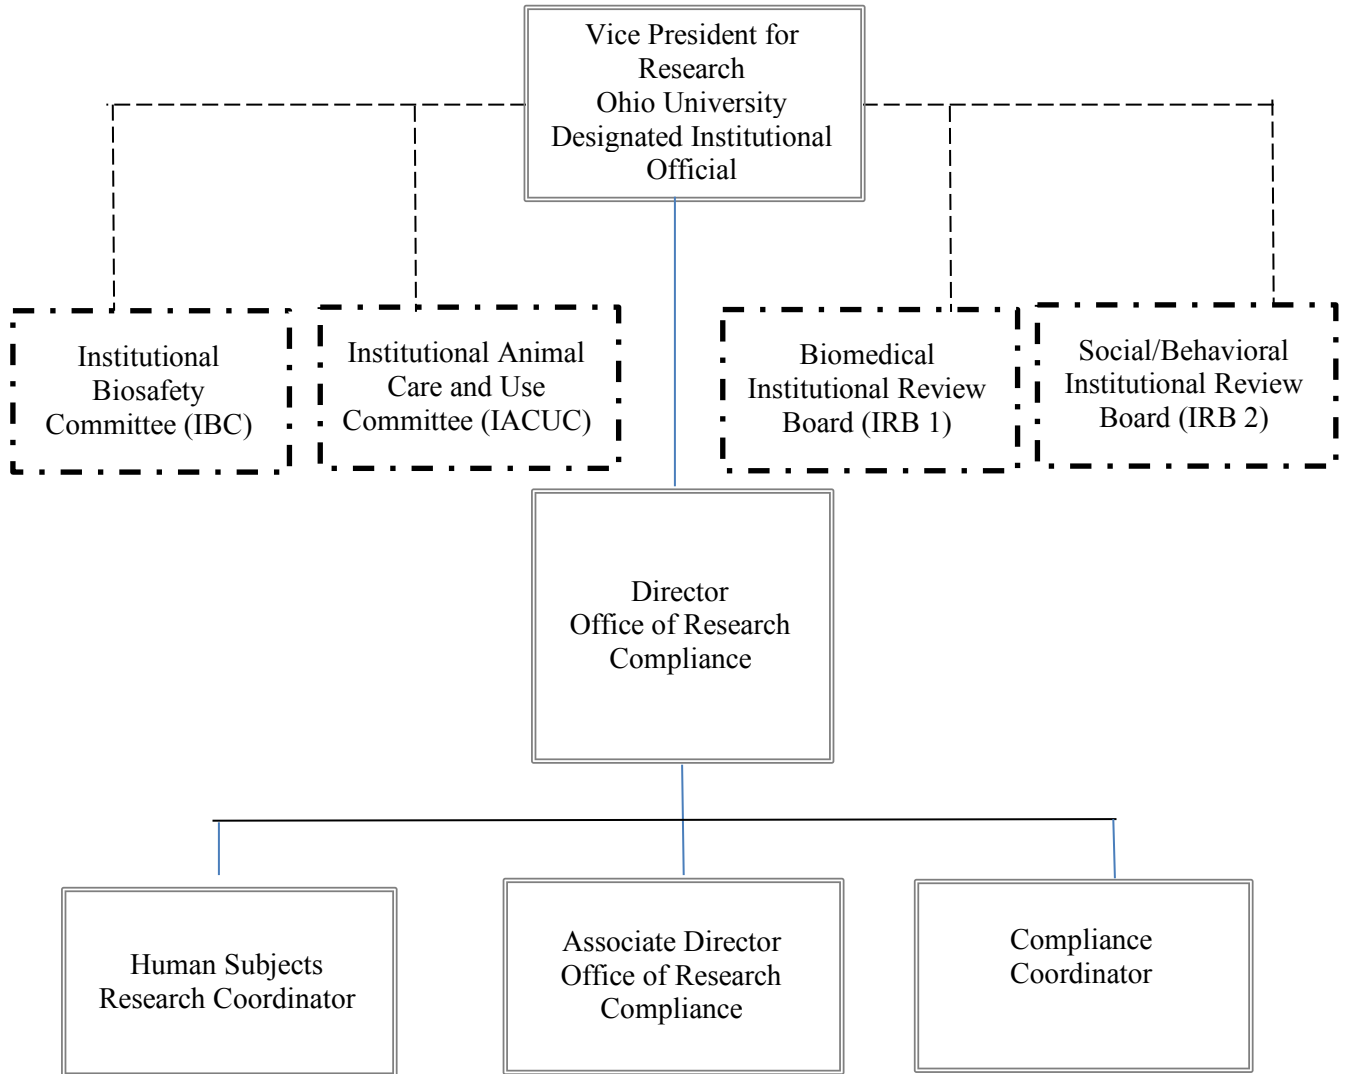 Vice President for
Research
Ohio University
Designated Institutional
Official
Institutional
Biosafety
Committee (IBC)
Institutional Animal
Care and Use
Committee (IACUC)
Biomedical
Institutional Review
Board (IRB 1)
Social/Behavioral
Institutional Review
Board (IRB 2)
Director
Office of Research
Compliance
Human Subjects
Research Coordinator
Associate Director
Office of Research
Compliance
Compliance
Coordinator